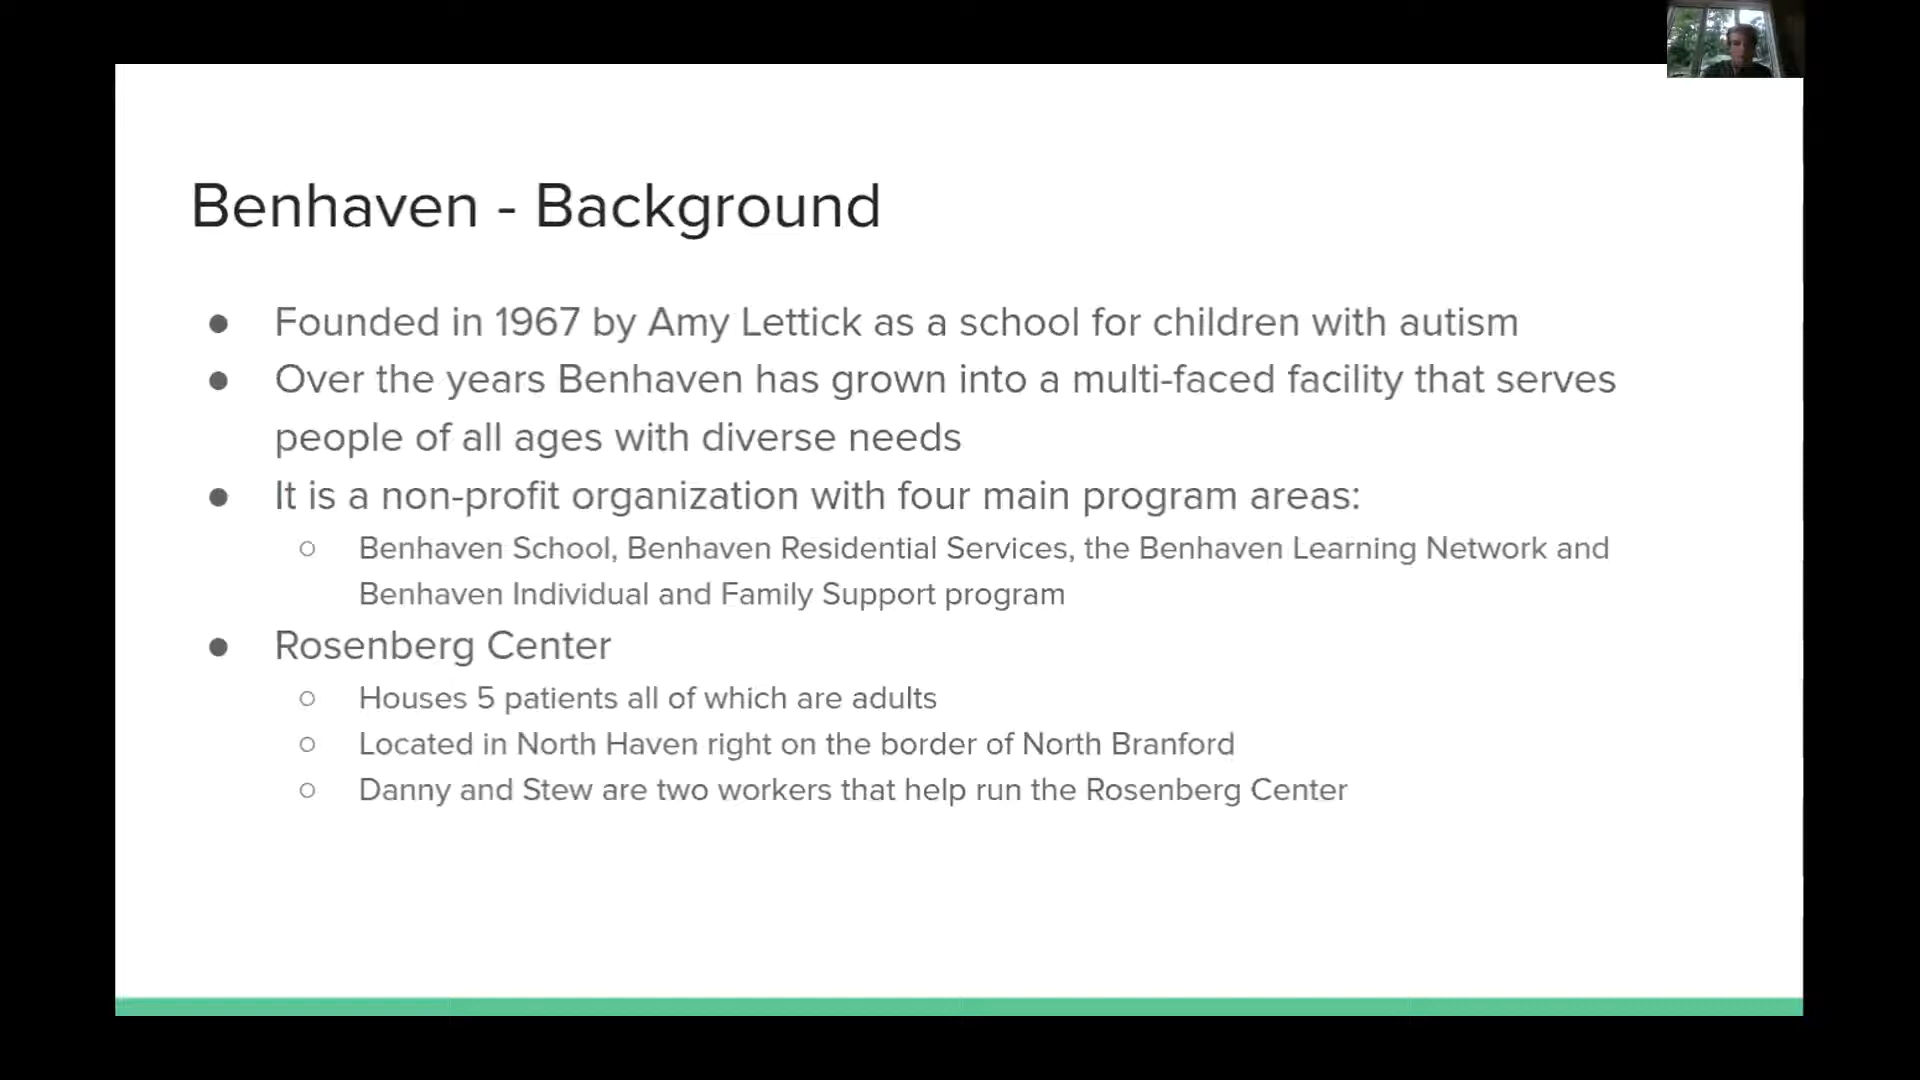 Benhaven - Background
● Founded in 1967 by Amy Lettick as a school for children with autism
● Over the years Benhaven has grown into a multi-faced facility that serves
people of all ages with diverse needs
● It is a non-profit organization with four main program areas:
○ Benhaven School, Benhaven Residential Services, the Benhaven Learning Network and
Benhaven Individual and Family Support program
● Rosenberg Center
○ Houses 5 patients all of which are adults
○ Located in North Haven right on the border of North Branford
○ Danny and Stew are two workers that help run the Rosenberg Center